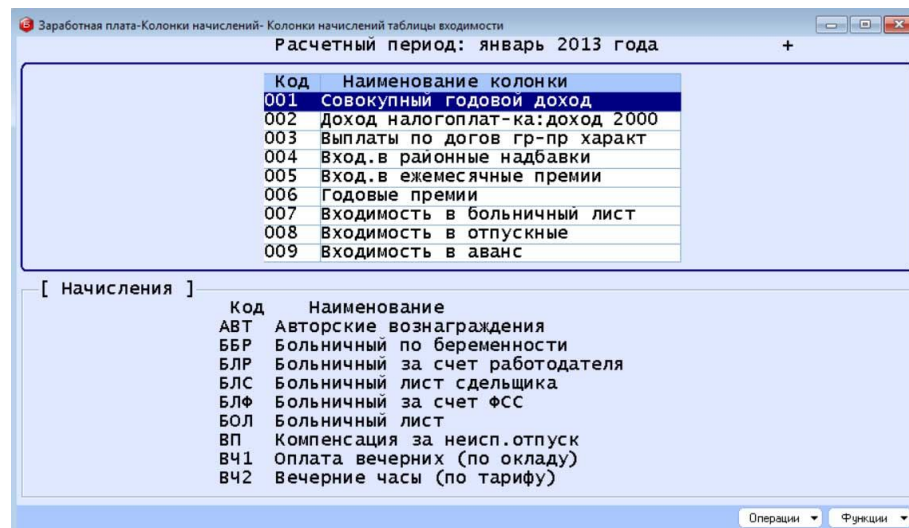 Заработная плата-Колонки начислений- Колонки начислений таблицы входимости
Расчетный период: январь 2013 года +
Код Наименование колонки
001 Совокупный годовой доход
002 Доход налогоплат-ка:доход 2000
003 Выплаты по догов гр-пр характ
004 Вход.в районные надбавки
005 Вход.в ежемесячные премии
006 Годовые премии
007 Входимость в больничный лист
008 Входимость в отпускные
009 Входимость в аванс
[ Начисления ]
Код Наименование
АВТ Авторские вознаграждения
ББР Больничный по беременности
БЛР Больничный за счет работодателя
БЛС Больничный лист сдельщика
БЛФ Больничный за счет ФСС
БОЛ Больничный лист
ВП Компенсация за неисп.отпуск
ВЧ1 Оплата вечерних (по окладу)
ВЧ2 Вечерние часы (по тарифу)
Операции Функции